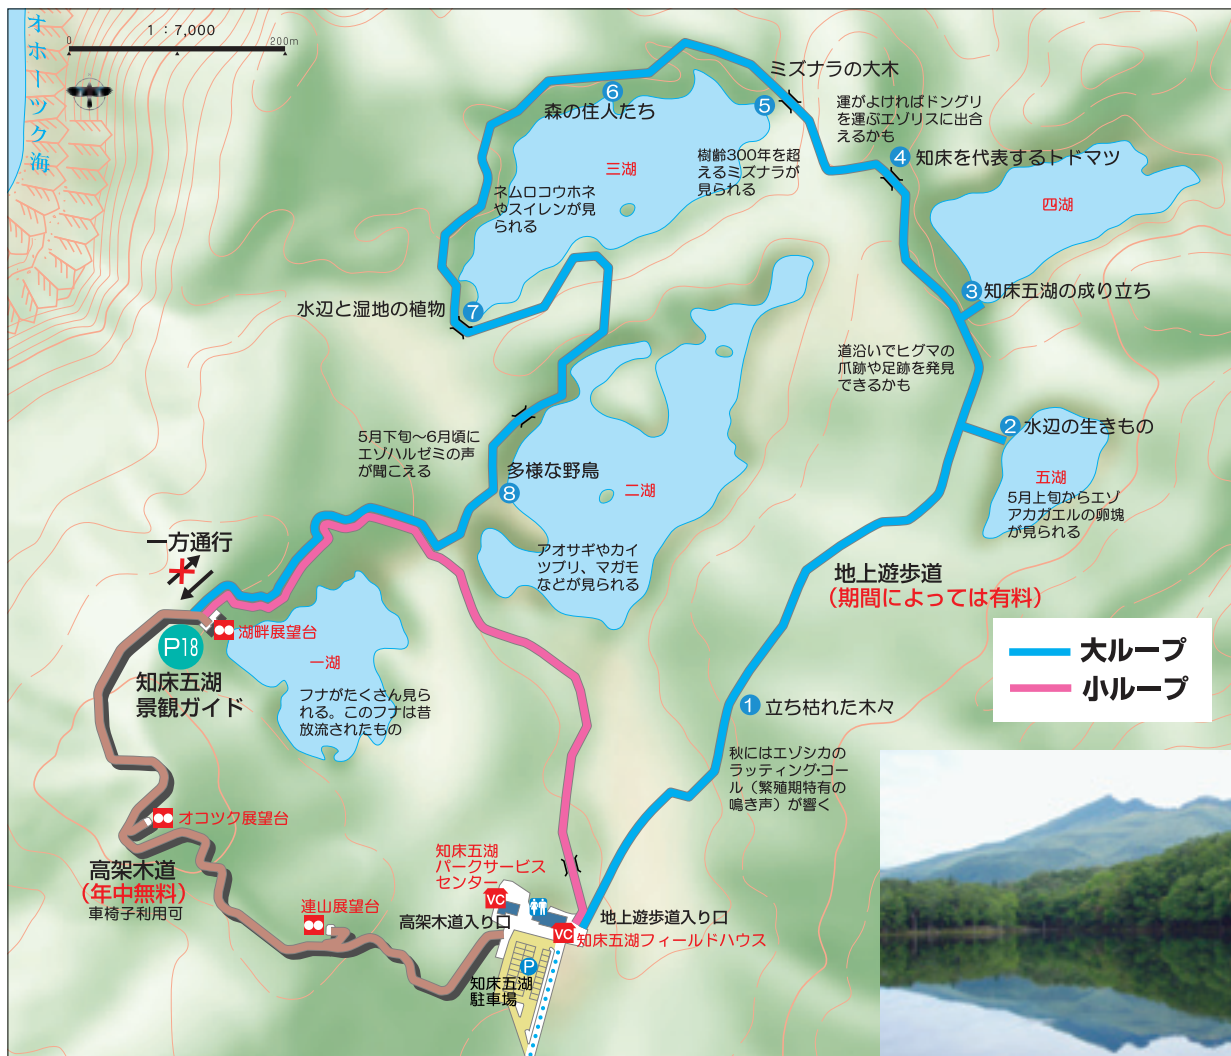 オホーツク海
1：7,000
0
200m
ミズナラの大木
運がよければドングリ
を運ぶエゾリスに出合
えるかも
6
森の住人たち
5
4
知床を代表するトドマツ
三湖
樹齢300年を超
えるミズナラが
見られる
ネムロコウホネ
やスイレンが見
られる
四湖
3
知床五湖の成り立ち
水辺と湿地の植物
7
道沿いでヒグマの
爪跡や足跡を発見
できるかも
2
水辺の生きもの
5月下旬～6月頃に
エゾハルゼミの声
が聞こえる
多様な野鳥
8
二湖
五湖
5月上旬からエゾ
アカガエルの卵塊
が見られる
アオサギやカイ
ツブリ、マガモ
などが見られる
一方通行
地上遊歩道
（期間によっては有料）
湖畔展望台
P18
知床五湖
景観ガイド
一湖
フナがたくさん見ら
れる。このフナは昔
放流されたもの
大ループ
小ループ
1
立ち枯れた木々
秋にはエゾシカの
ラッティング・コー
ル（繁殖期特有の
鳴き声）が響く
オコツク展望台
高架木道
（年中無料）
車椅子利用可
知床五湖
パークサービス
センター
VC
連山展望台
高架木道入り口
地上遊歩道入り口
VC
知床五湖フィールドハウス
P
知床五湖
駐車場